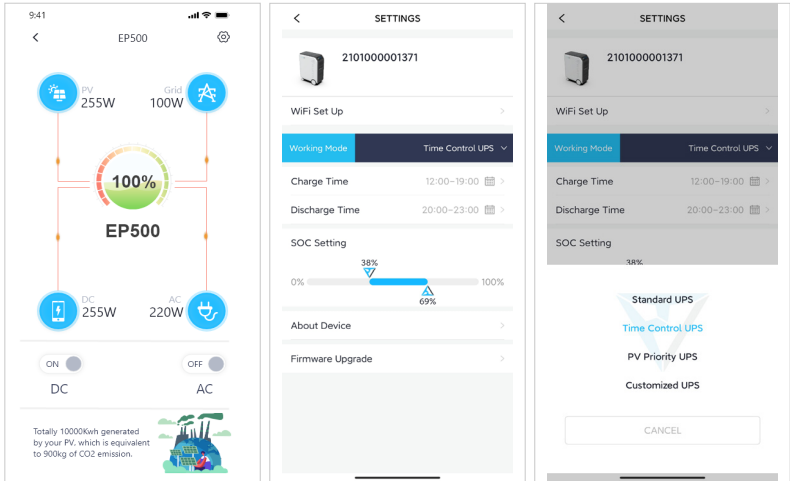 9:41
EP500
PV
255W
Grid
100W
100%
EP500
DC
255W
AC
220W
ON
OFF
DC
AC
Totally 10000Kwh generated
by your PV, which is equivalent
to 900kg of CO2 emission.
SETTINGS
2101000001371
WiFi Set Up
Working Mode
Time Control UPS
Charge Time
12:00-19:00
Discharge Time
20:00-23:00
SOC Setting
38%
0%
100%
69%
About Device
Firmware Upgrade
SETTINGS
2101000001371
WiFi Set Up
Working Mode
Time Control UPS
Charge Time
12:00-19:00
Discharge Time
20:00-23:00
SOC Setting
38%
Standard UPS
Time Control UPS
PV Priority UPS
Customized UPS
CANCEL